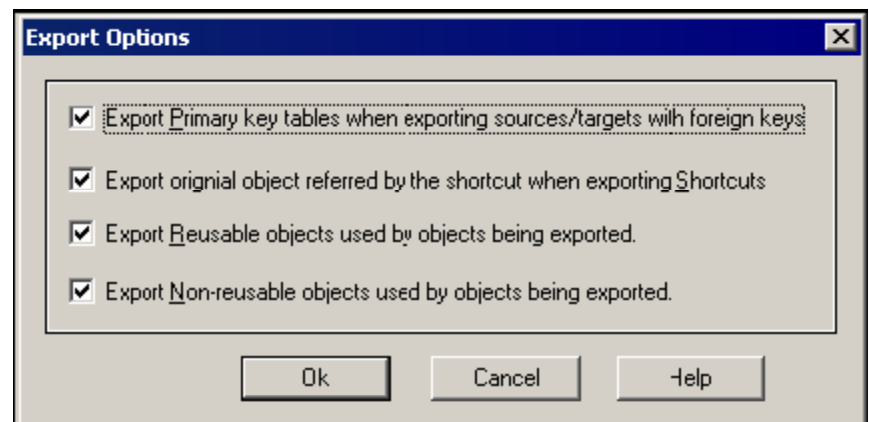 Export Options
Export Primary key tables when exporting sources/targets with foreign keys
Export orignial object referred by the shortcut when exporting Shortcuts
Export Reusable objects used by objects being exported.
Export Non-reusable objects used by objects being exported.
Ok Cancel Help